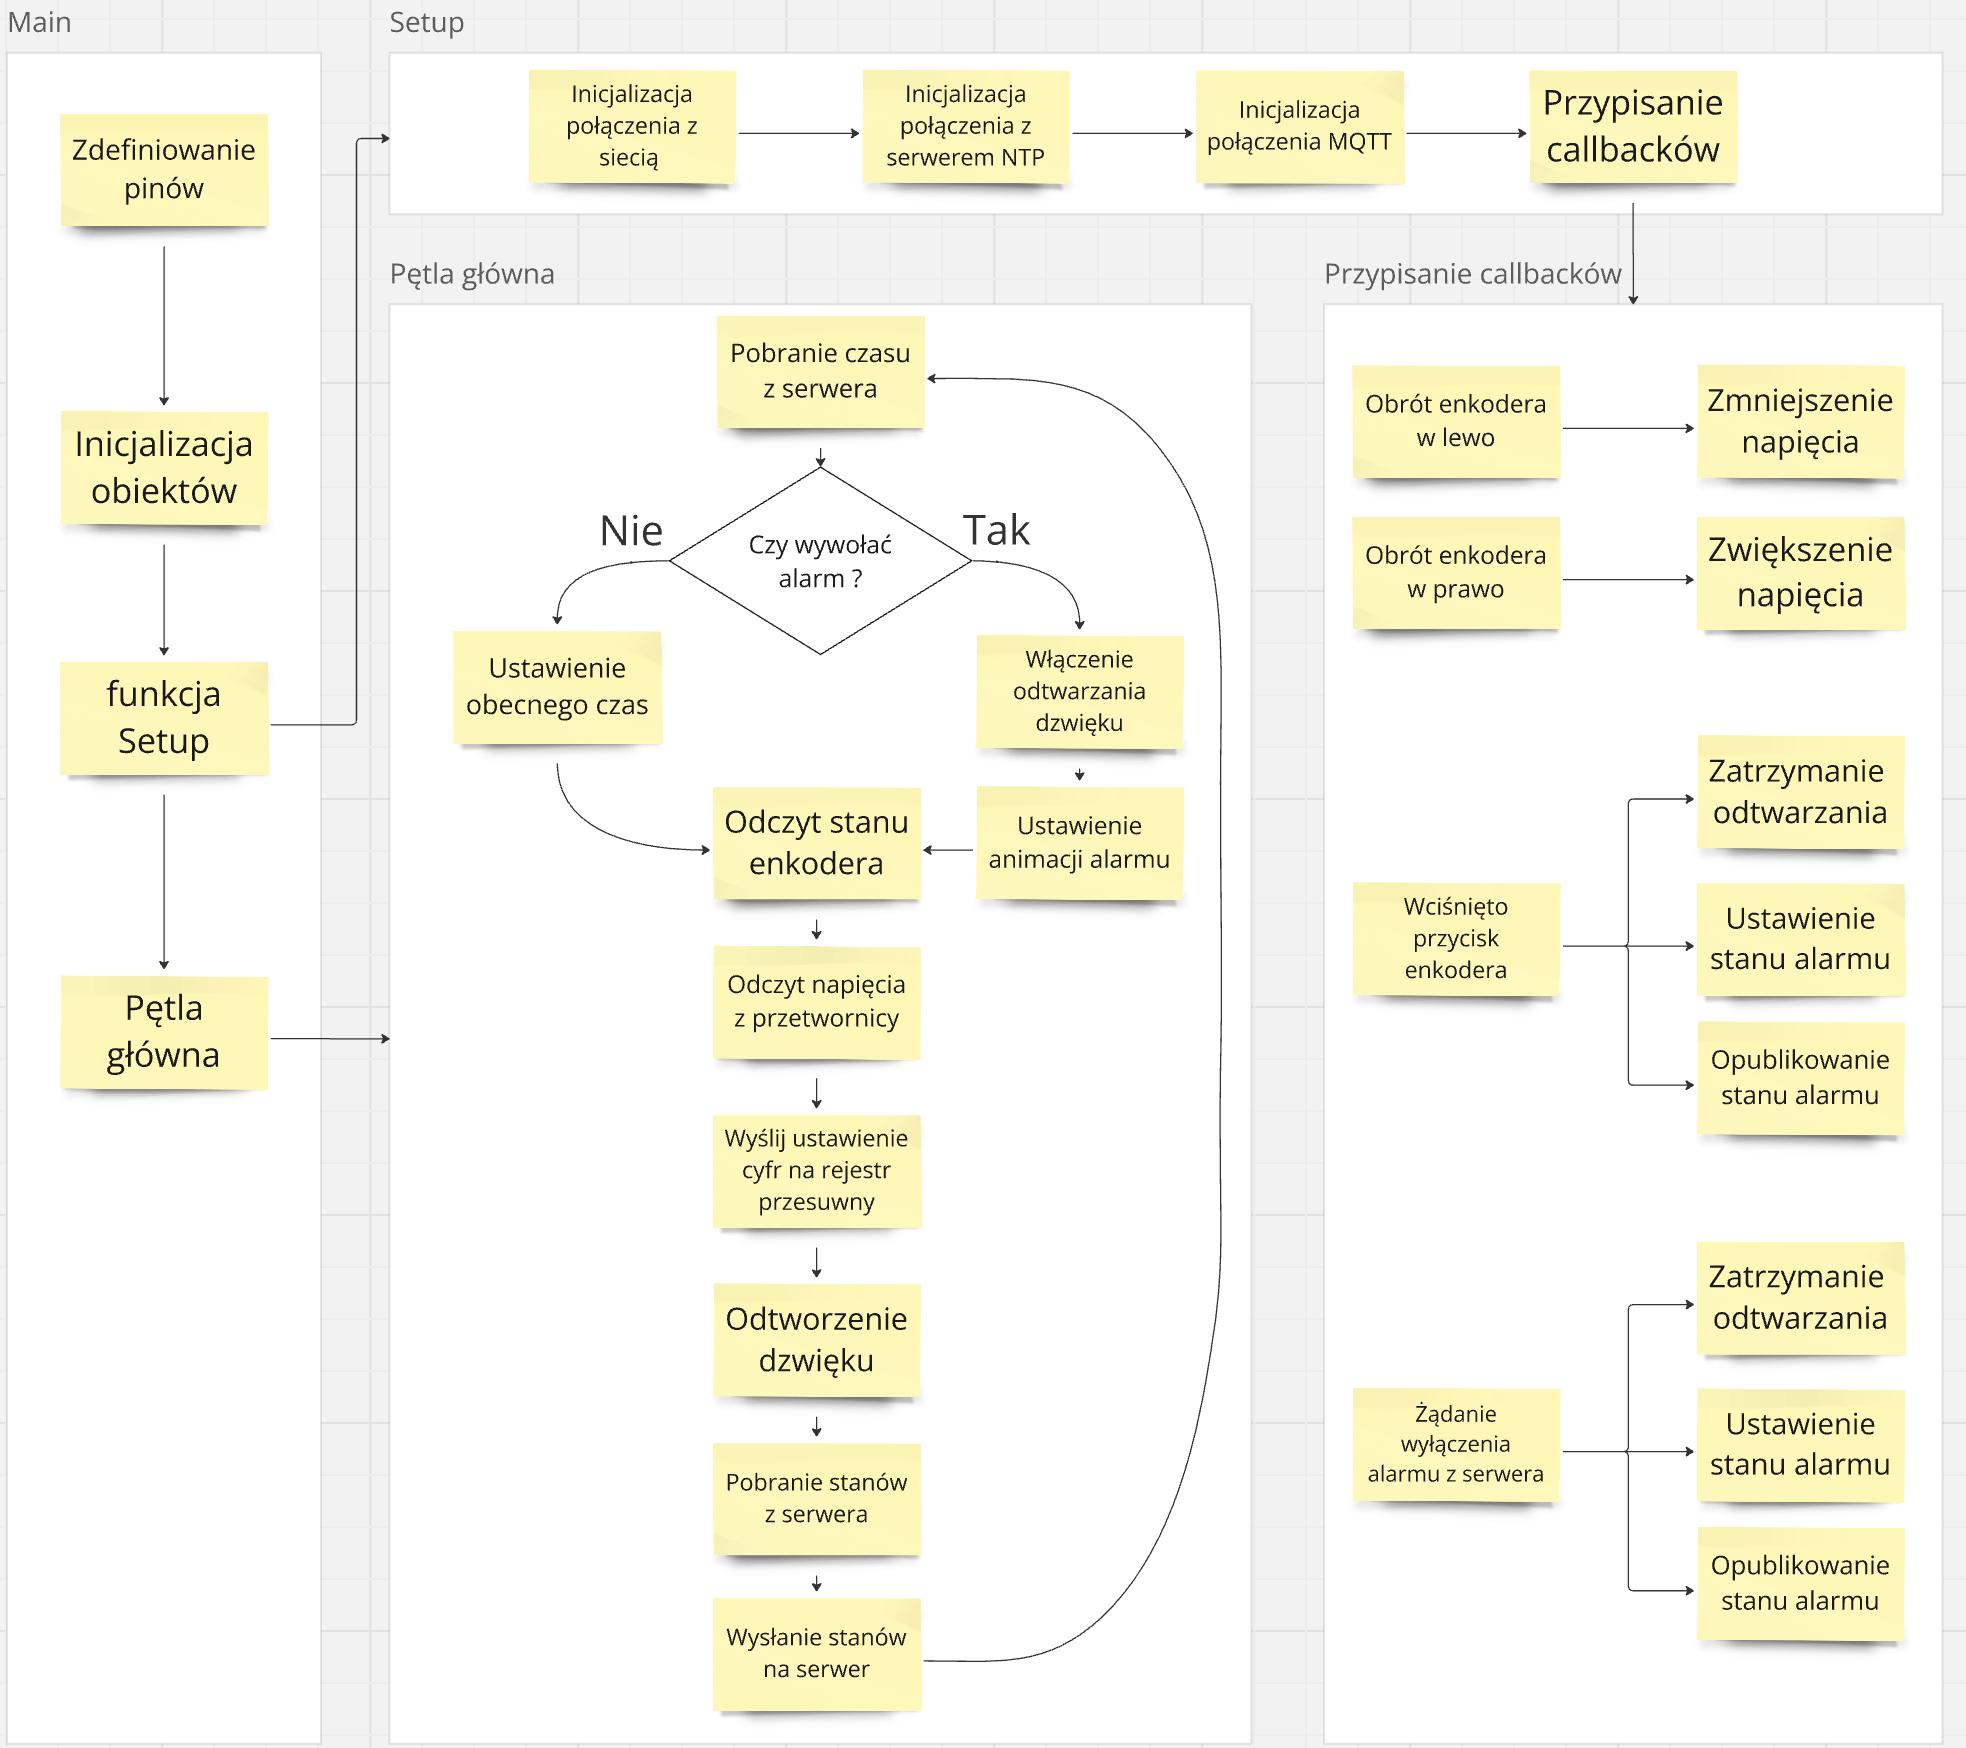 Main
Zdefiniowanie
pinów
Inicjalizacja
obiektów
funkcja
Setup
Pętla
główna
Setup
Inicjalizacja
połączenia z
siecią
Inicjalizacja
połączenia z
serwerem NTP
Inicjalizacja
połączenia MQTT
Przypisanie
callbacków
Pętla główna
Pobranie czasu
z serwera
Czy wywołać
alarm ?
Nie
Tak
Ustawienie
obecnego czas
Włączenie
odtwarzania
dzwięku
Ustawienie
animacji alarmu
Odczyt stanu
enkodera
Odczyt napięcia
z przetwornicy
Wyślij ustawienie
cyfr na rejestr
przesuwny
Odtworzenie
dzwięku
Pobranie stanów
z serwera
Wysłanie stanów
na serwer
Przypisanie callbacków
Obrót enkodera
w lewo
Zmniejszenie
napięcia
Obrót enkodera
w prawo
Zwiększenie
napięcia
Wciśnięto
przycisk
enkodera
Zatrzymanie
odtwarzania
Ustawienie
stanu alarmu
Opublikowanie
stanu alarmu
Żądanie
wyłączenia
alarmu z serwera
Zatrzymanie
odtwarzania
Ustawienie
stanu alarmu
Opublikowanie
stanu alarmu